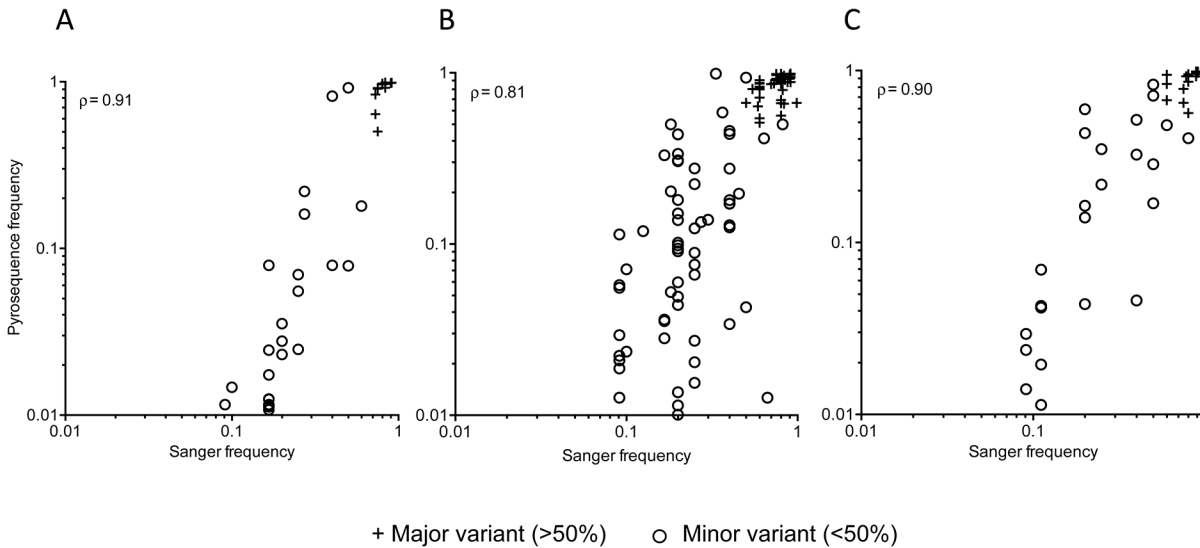 A
B
C
ρ = 0.91
ρ = 0.81
ρ = 0.90
Pyrosequence frequency
1
0.1
0.01
0.01
0.1
1
Sanger frequency
1
0.1
0.01
0.01
0.1
1
Sanger frequency
1
0.1
0.01
0.01
0.1
Sanger frequency
+ Major variant (>50%) ○ Minor variant (<50%)